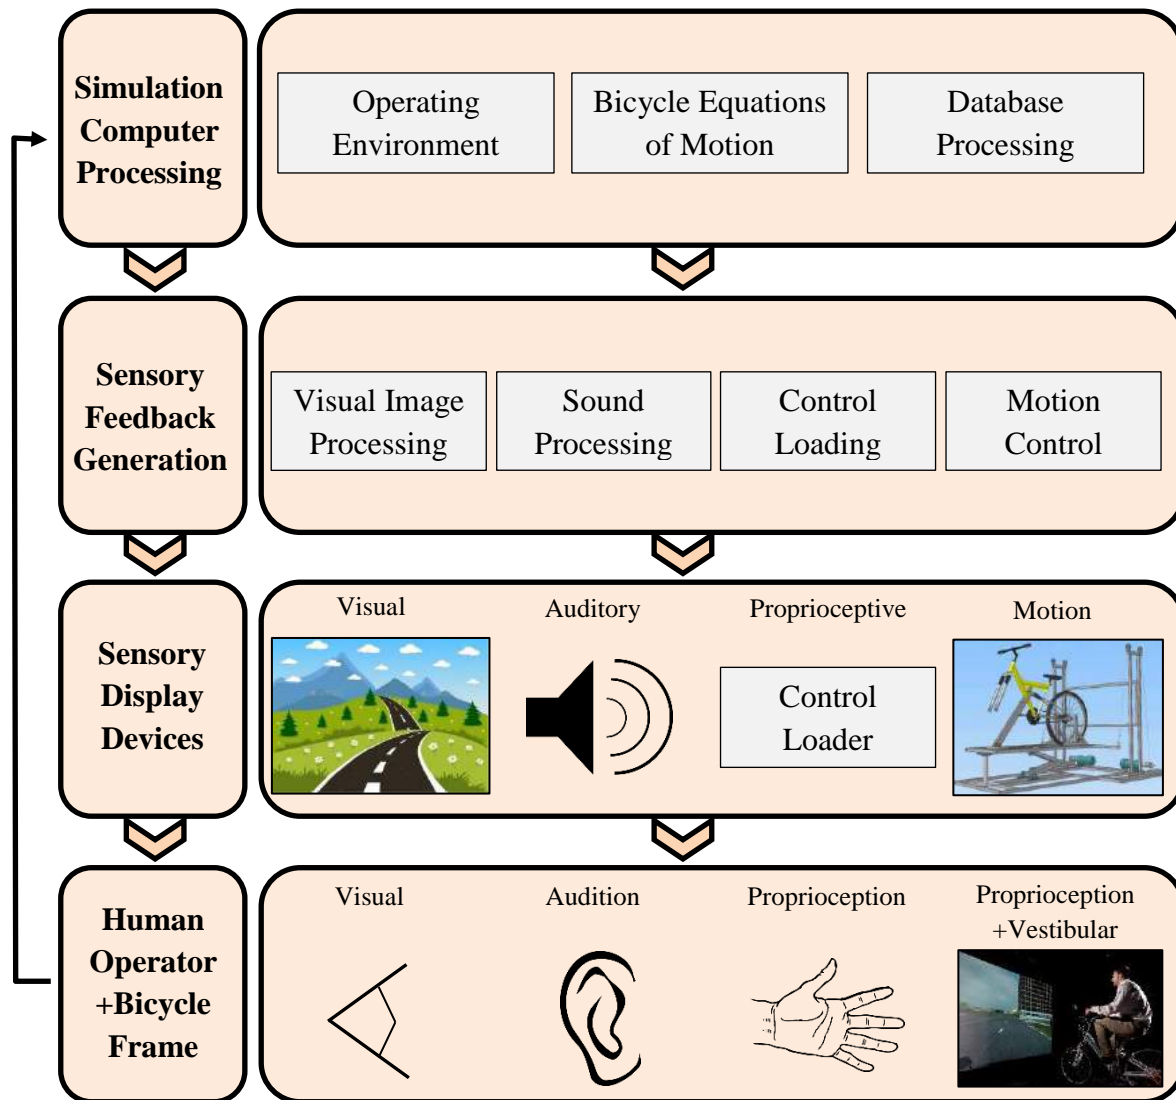 Simulation
Computer
Processing
Operating
Environment
Bicycle Equations
of Motion
Database
Processing
Sensory
Feedback
Generation
Visual Image
Processing
Sound
Processing
Control
Loading
Motion
Control
Sensory
Display
Devices
Visual
Auditory
Proprioceptive
Control
Loader
Motion
Human
Operator
+Bicycle
Frame
Visual
Audition
Proprioception
Proprioception
+Vestibular